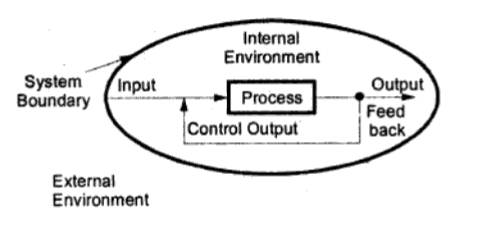 Internal
Environment
System
Boundary
Input
Process
Output
Feed
back
Control Output
External
Environment